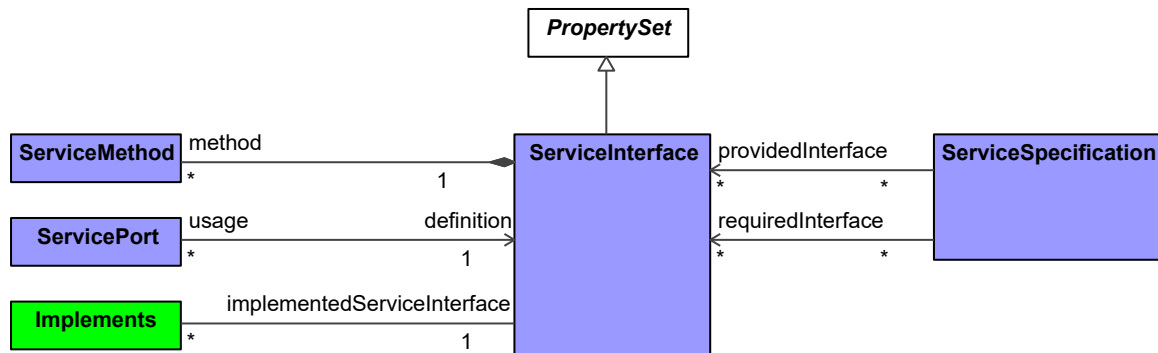 PropertySet
ServiceMethod
method
*
1
ServiceInterface
providedInterface
*
*
ServiceSpecification
ServicePort
usage
*
definition
1
requiredInterface
*
*
Implements
*
implementedServiceInterface
1